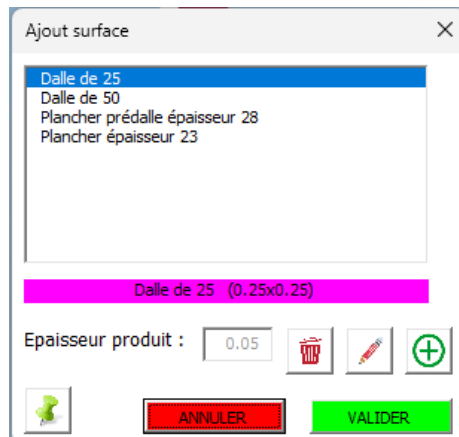 Ajout surface
Dalle de 25
Dalle de 50
Plancher prédalle épaisseur 28
Plancher épaisseur 23
Dalle de 25 (0.25x0.25)
Epaisseur produit : 0.05
ANNULER VALIDER